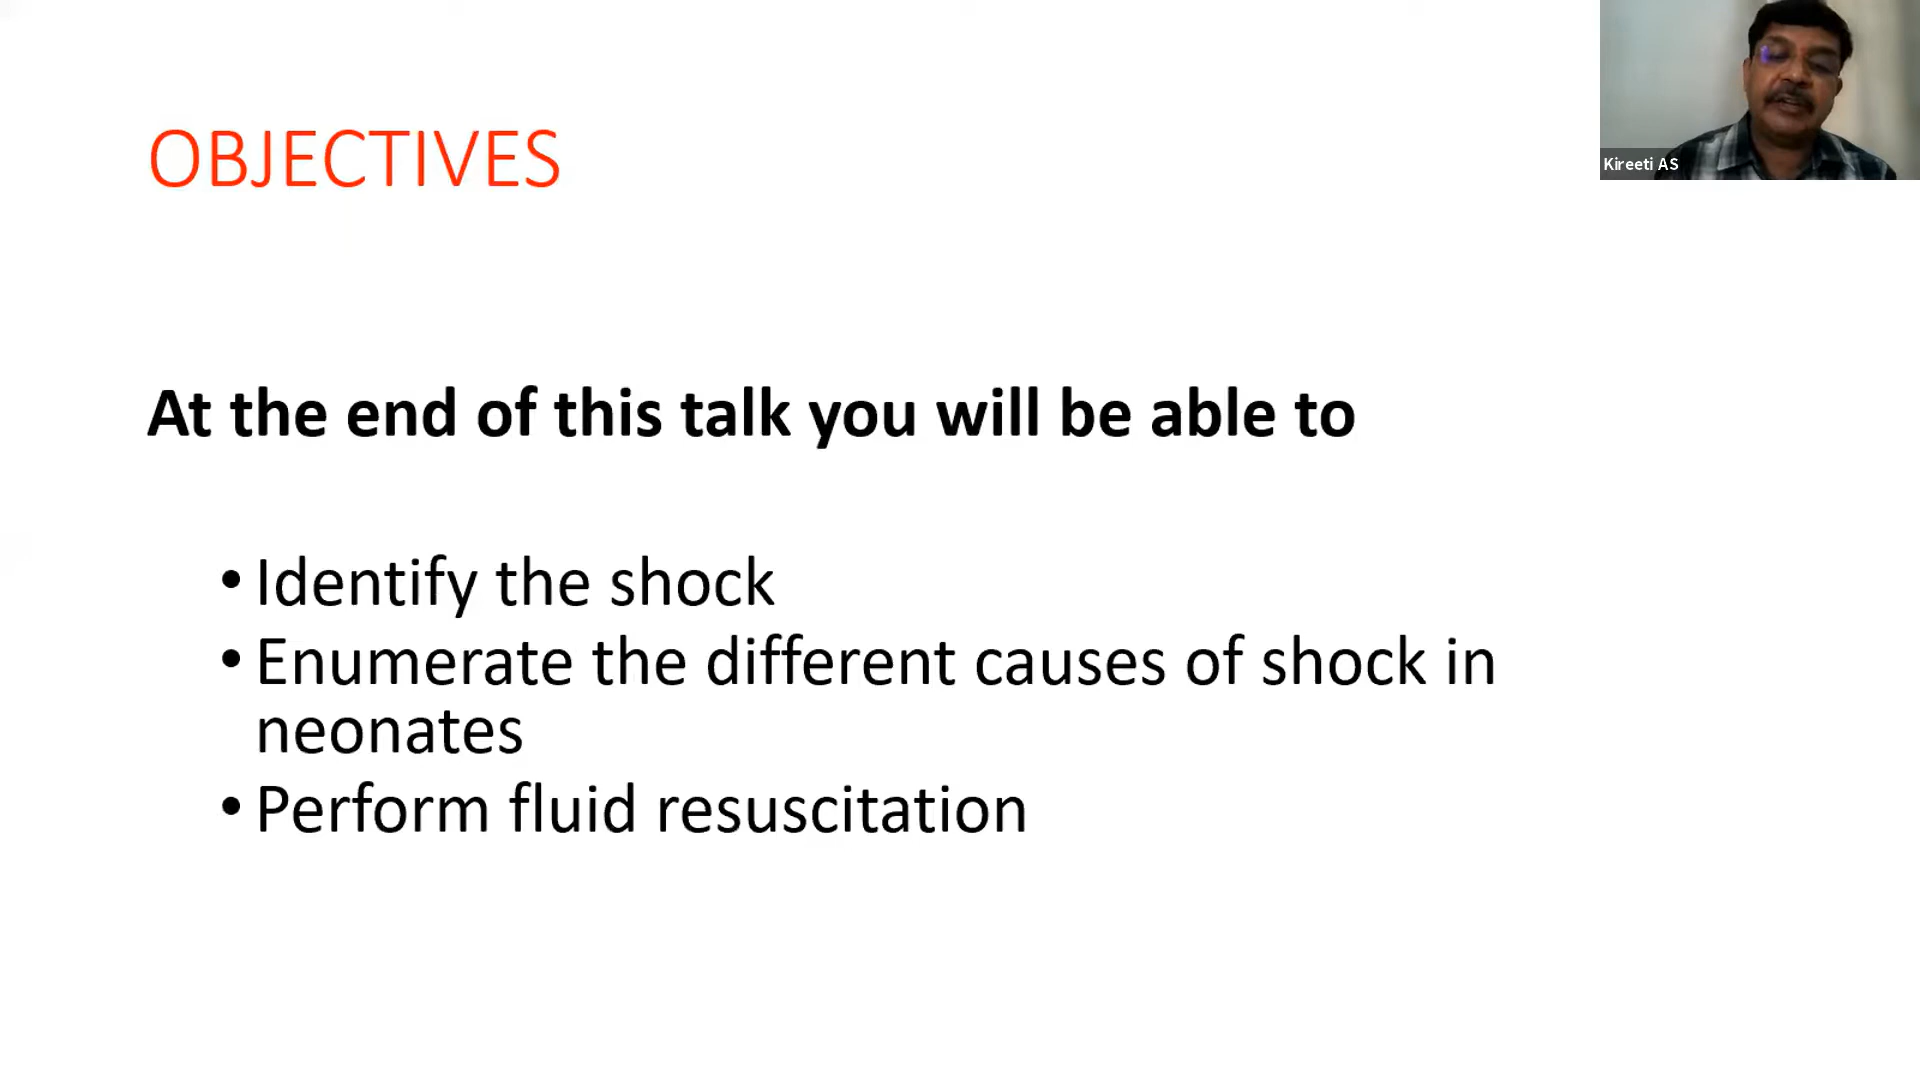 Kireeti AS
OBJECTIVES
At the end of this talk you will be able to
• Identify the shock
• Enumerate the different causes of shock in
neonates
• Perform fluid resuscitation